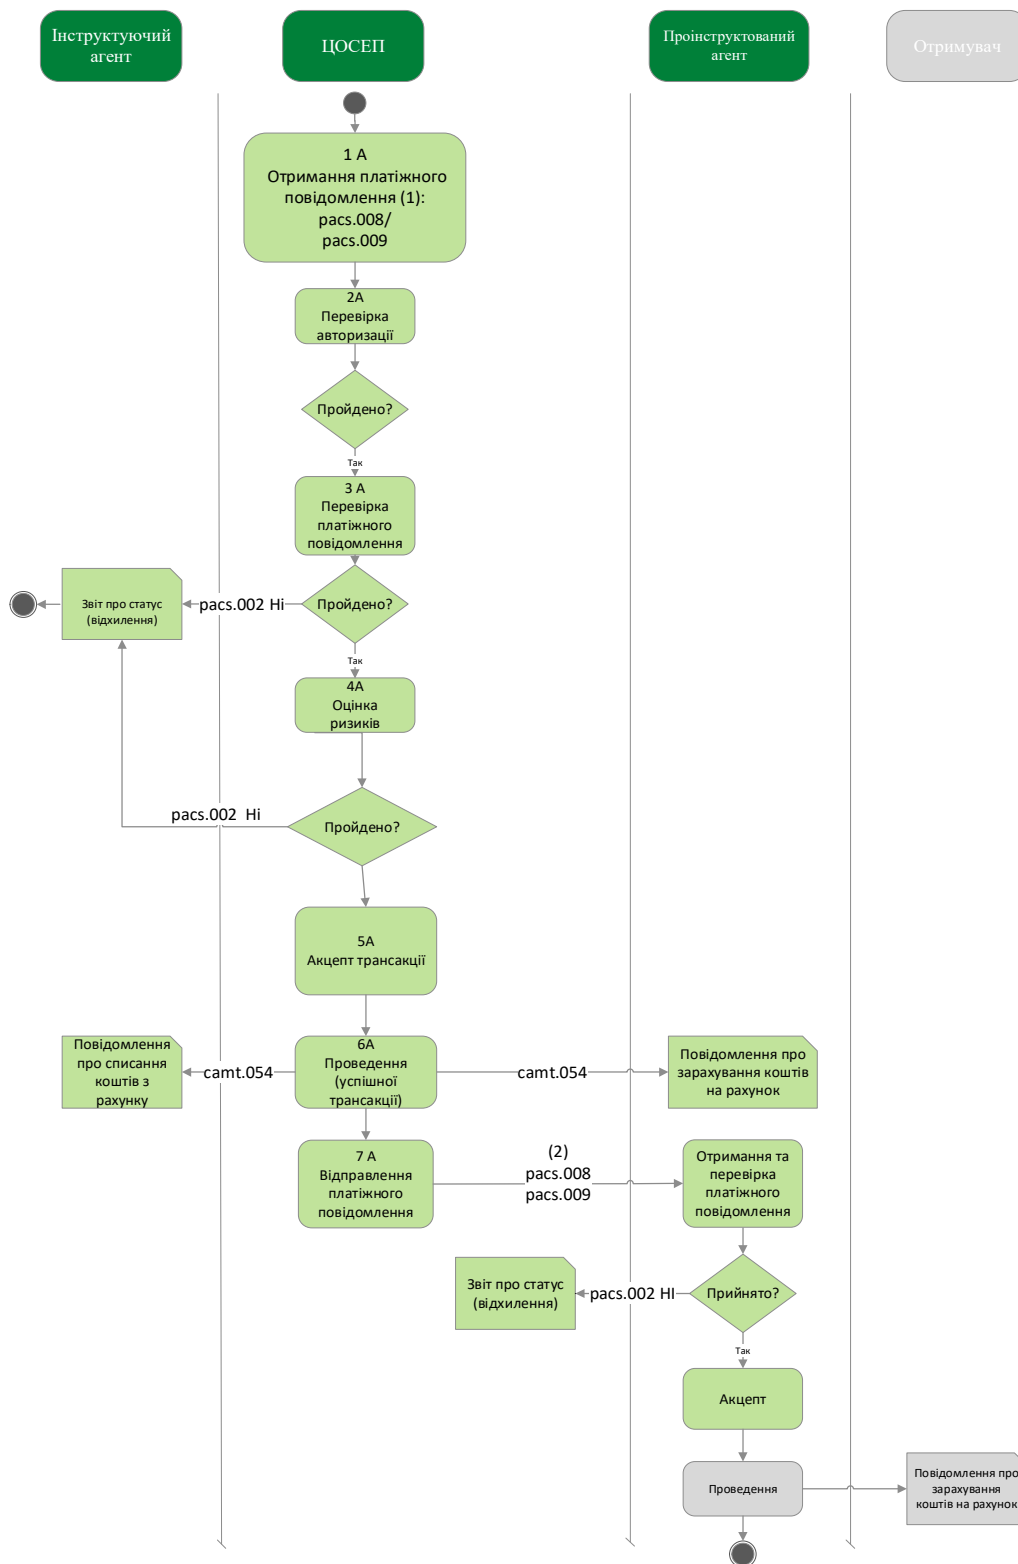 Інструктуючий
агент
ЦОСЕП
Проінструктований
агент
Отримувач
1 А
Отримання платіжного
повідомлення (1):
pacs.008/
pacs.009
2А
Перевірка
авторизації
Пройдено?
Так
3 А
Перевірка
платіжного
повідомлення
Звіт про статус
(відхилення)
pacs.002 Ні
Пройдено?
Так
4А
Оцінка
ризиків
pacs.002 Ні
Пройдено?
5А
Акцепт трансакції
Повідомлення
про списання
коштів з
рахунку
camt.054
6А
Проведення
(успішної
трансакції)
camt.054
Повідомлення про
зарахування коштів
на рахунок
7 А
Відправлення
платіжного
повідомлення
(2)
pacs.008
pacs.009
Отримання та
перевірка
платіжного
повідомлення
Звіт про статус
(відхилення)
pacs.002 НІ
Прийнято?
Так
Акцепт
Проведення
Повідомлення про
зарахування
коштів на рахунок